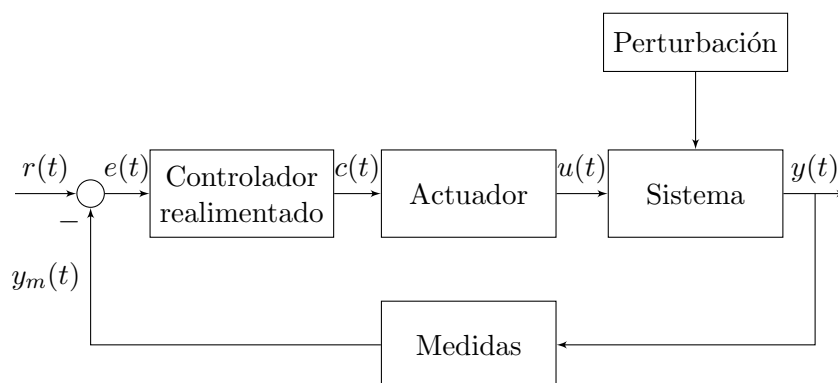 Perturbación
r(t)
e(t)
Controlador
realimentado
c(t)
Actuador
u(t)
Sistema
y(t)
−
y_m(t)
Medidas